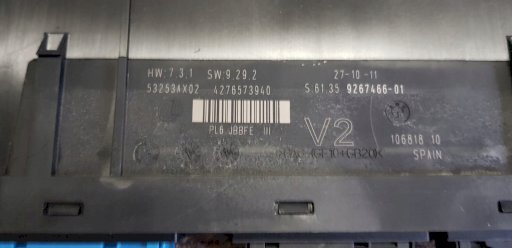 HW:7.3.1 SW:9.29.2 27-10-11
53253AX02 4276573940 S.61.35 9267466-01
PL6 JBBFE III
V2
106818 10
SPAIN